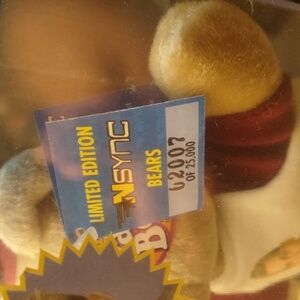 LIMITED EDITION
NSYNC
BEARS
02007
OF 25,000
B